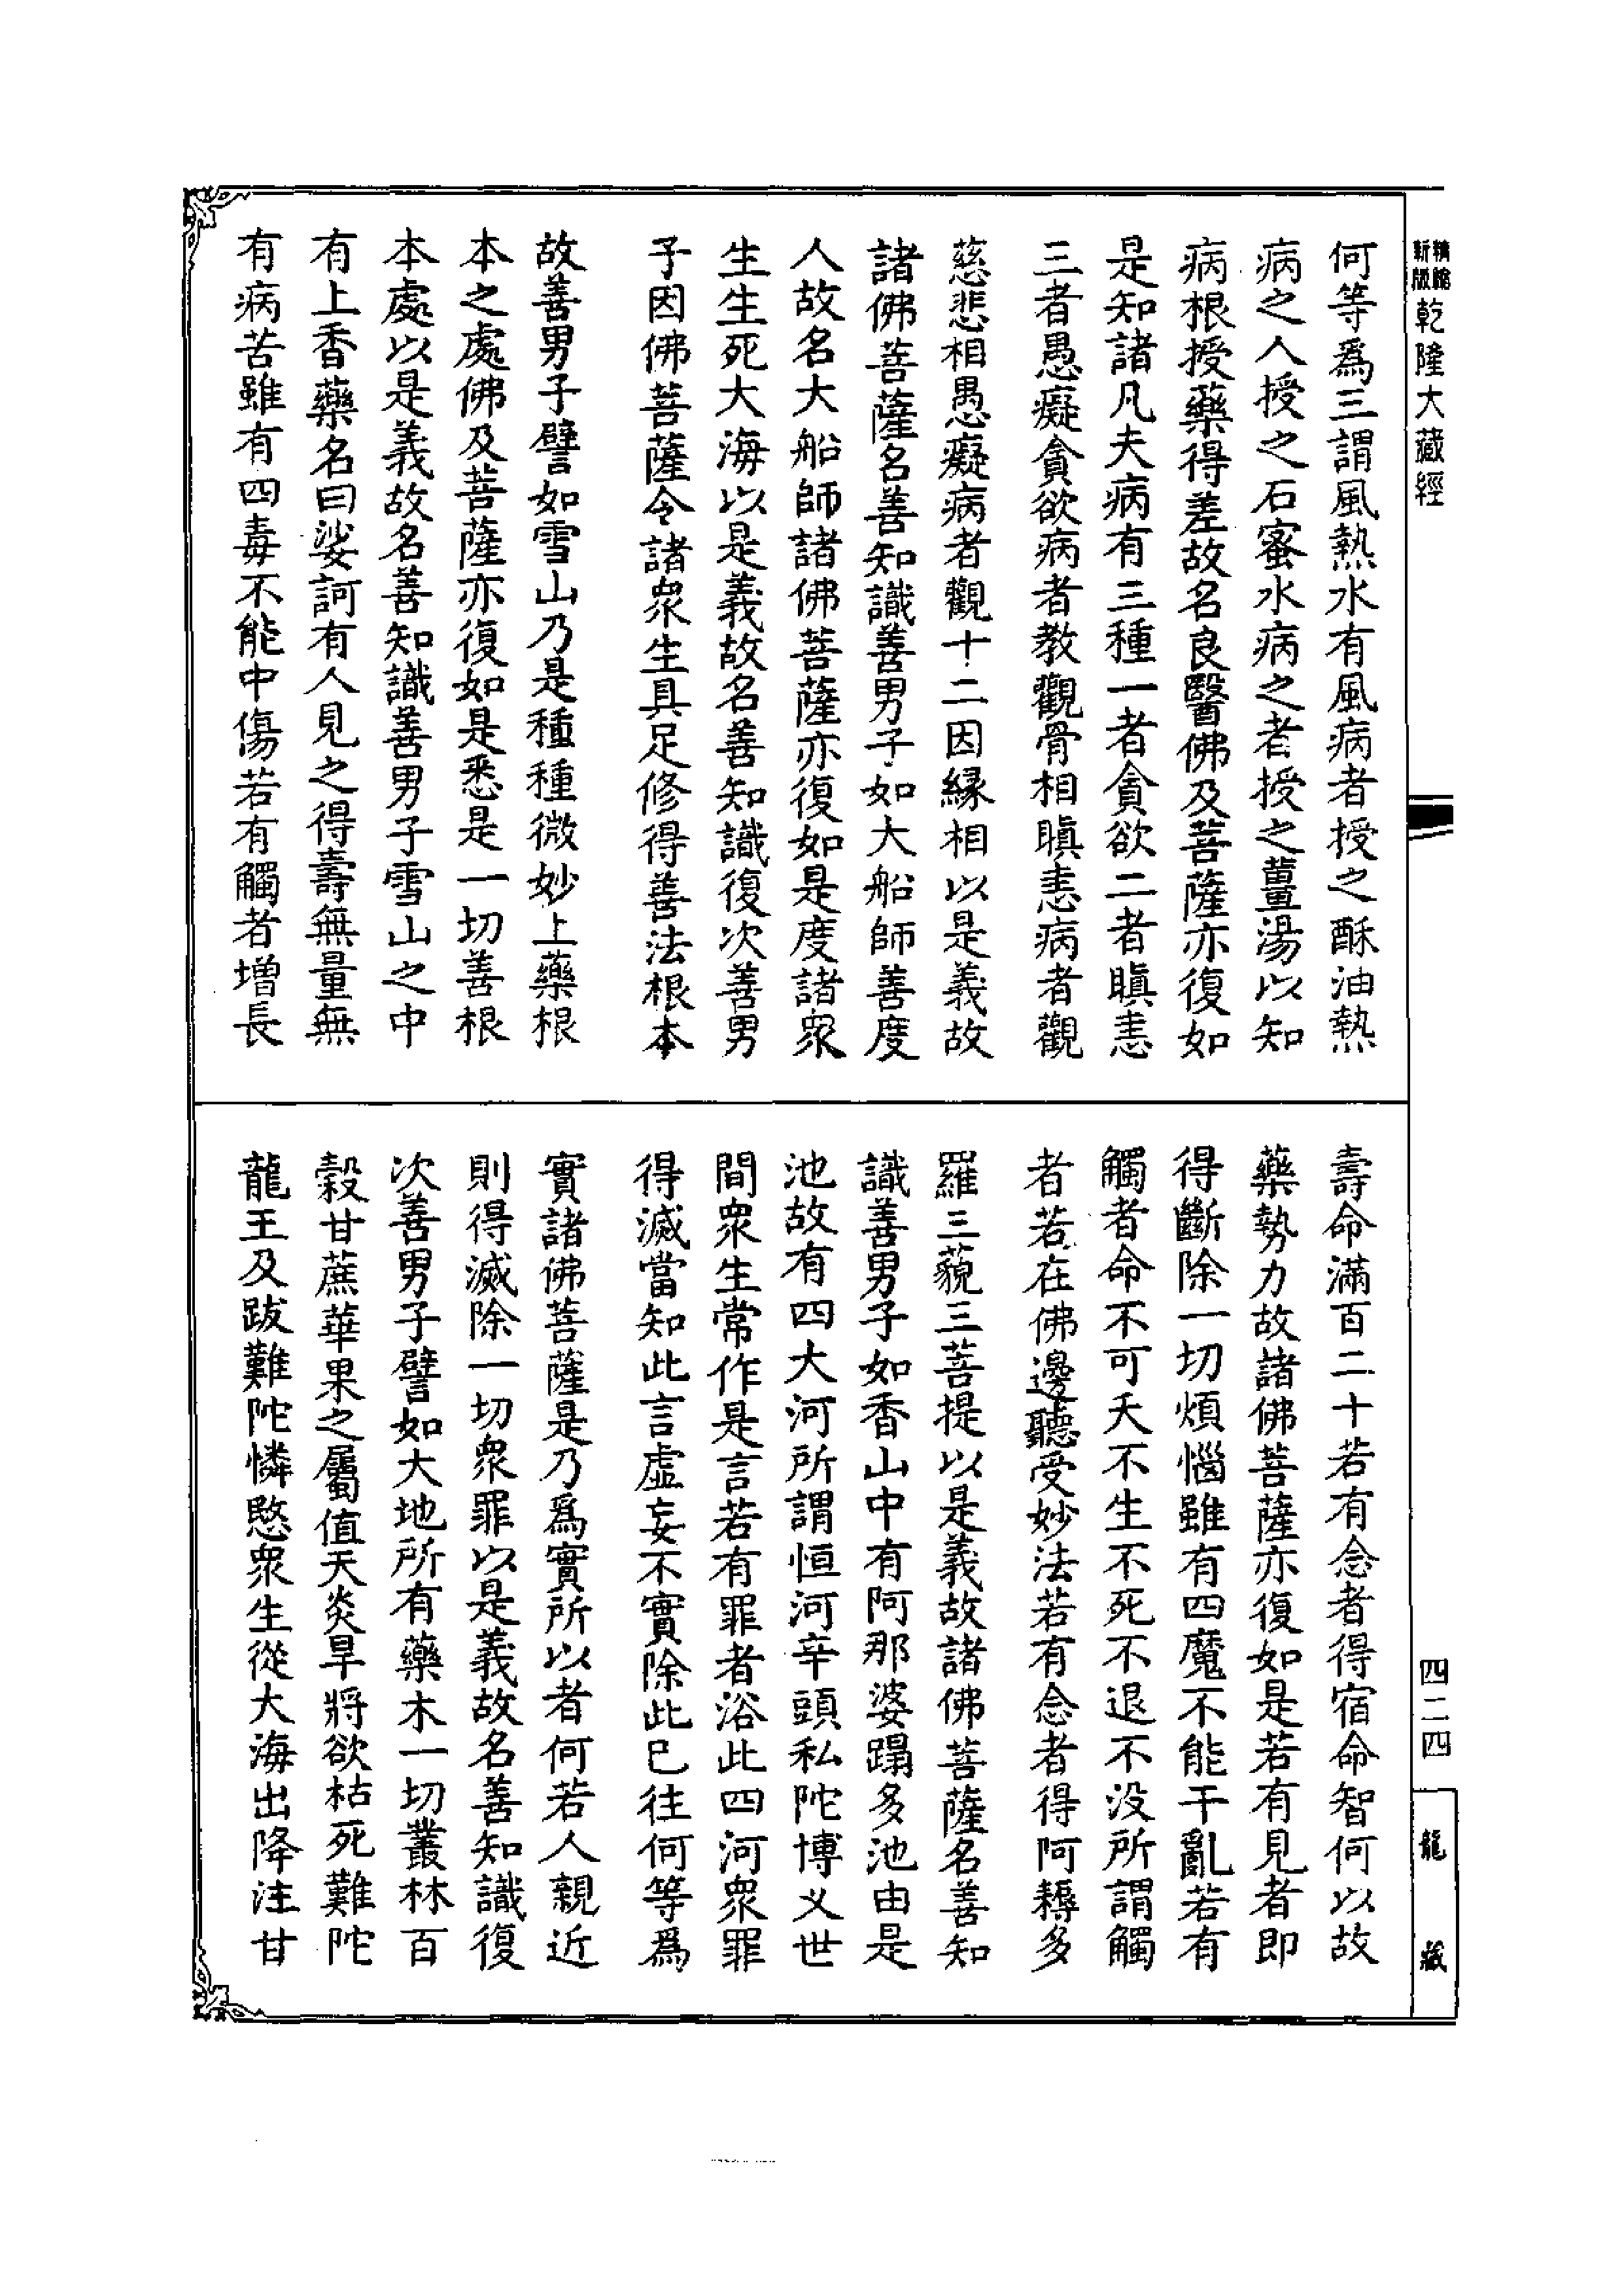 精縮
新版
乾隆大藏經
四二四
龍藏
何等為三謂風熱水有風病者授之酥油熱
病之人授之石蜜水病之者授之薑湯以知
病根授藥得差故名良醫佛及菩薩亦復如
是知諸凡夫病有三種一者貪欲二者瞋恚
三者愚癡貪欲病者教觀骨相瞋恚病者觀
慈悲相愚癡病者觀十二因緣相以是義故
諸佛菩薩名善知識善男子如大船師善度
人故名大船師諸佛菩薩亦復如是度諸眾
生生死大海以是義故名善知識復次善男
子因佛菩薩令諸眾生具足修得善法根本
故善男子譬如雪山乃是種種微妙上藥根
本之處佛及菩薩亦復如是悉是一切善根
本處以是義故名善知識善男子雪山之中
有上香藥名曰娑訶有人見之得壽無量無
有病苦雖有四毒不能中傷若有觸者增長
壽命滿百二十若有念者得宿命智何以故
藥勢力故諸佛菩薩亦復如是若有見者即
得斷除一切煩惱雖有四魔不能干亂若有
觸者命不可夭不生不死不退不沒所謂觸
者若在佛邊聽受妙法若有念者得阿耨多
羅三藐三菩提以是義故諸佛菩薩名善知
識善男子如香山中有阿那婆蹋多池由是
池故有四大河所謂恒河辛頭私陀博叉世
間眾生常作是言若有罪者浴此四河眾罪
得滅當知此言虛妄不實除此已往何等為
實諸佛菩薩是乃為實所以者何若人親近
則得滅除一切眾罪以是義故名善知識復
次善男子譬如大地所有藥木一切叢林百
穀甘蔗華果之屬值天炎旱將欲枯死難陀
龍王及跋難陀憐愍眾生從大海出降注甘